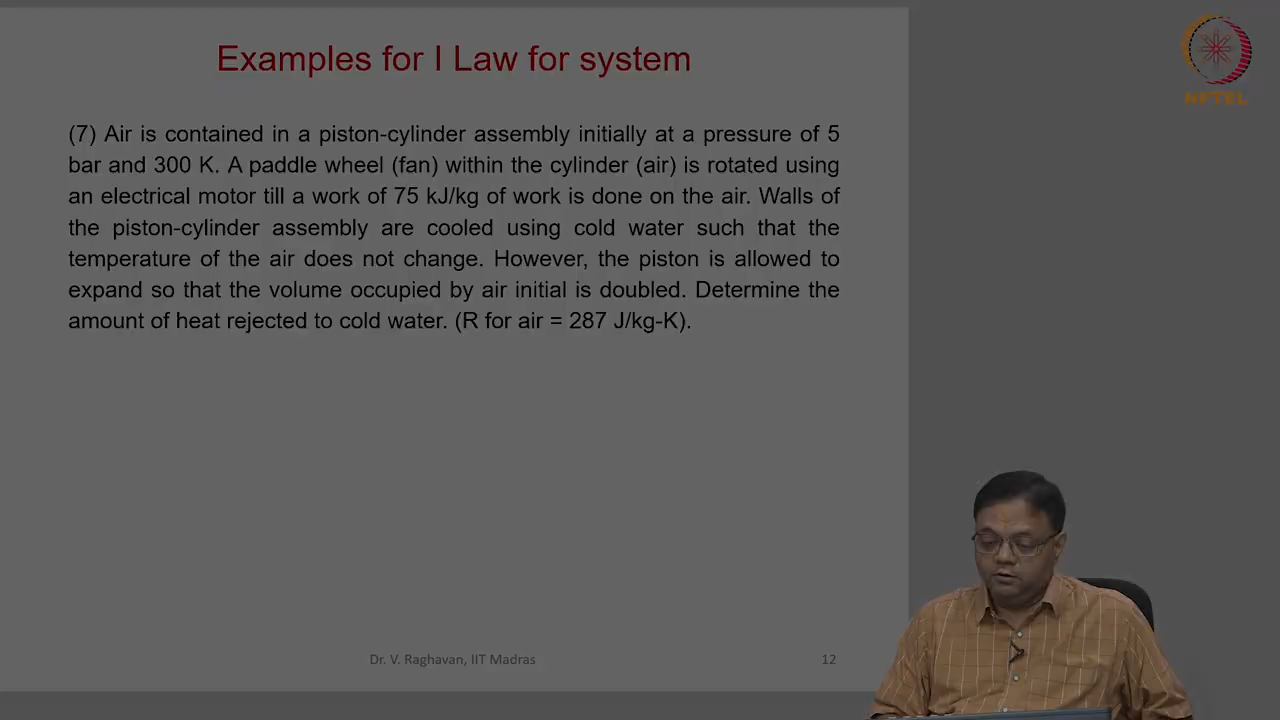 Examples for I Law for system
NPTEL
(7) Air is contained in a piston-cylinder assembly initially at a pressure of 5
bar and 300 K. A paddle wheel (fan) within the cylinder (air) is rotated using
an electrical motor till a work of 75 kJ/kg of work is done on the air. Walls of
the piston-cylinder assembly are cooled using cold water such that the
temperature of the air does not change. However, the piston is allowed to
expand so that the volume occupied by air initial is doubled. Determine the
amount of heat rejected to cold water. (R for air = 287 J/kg-K).
Dr. V. Raghavan, IIT Madras
12